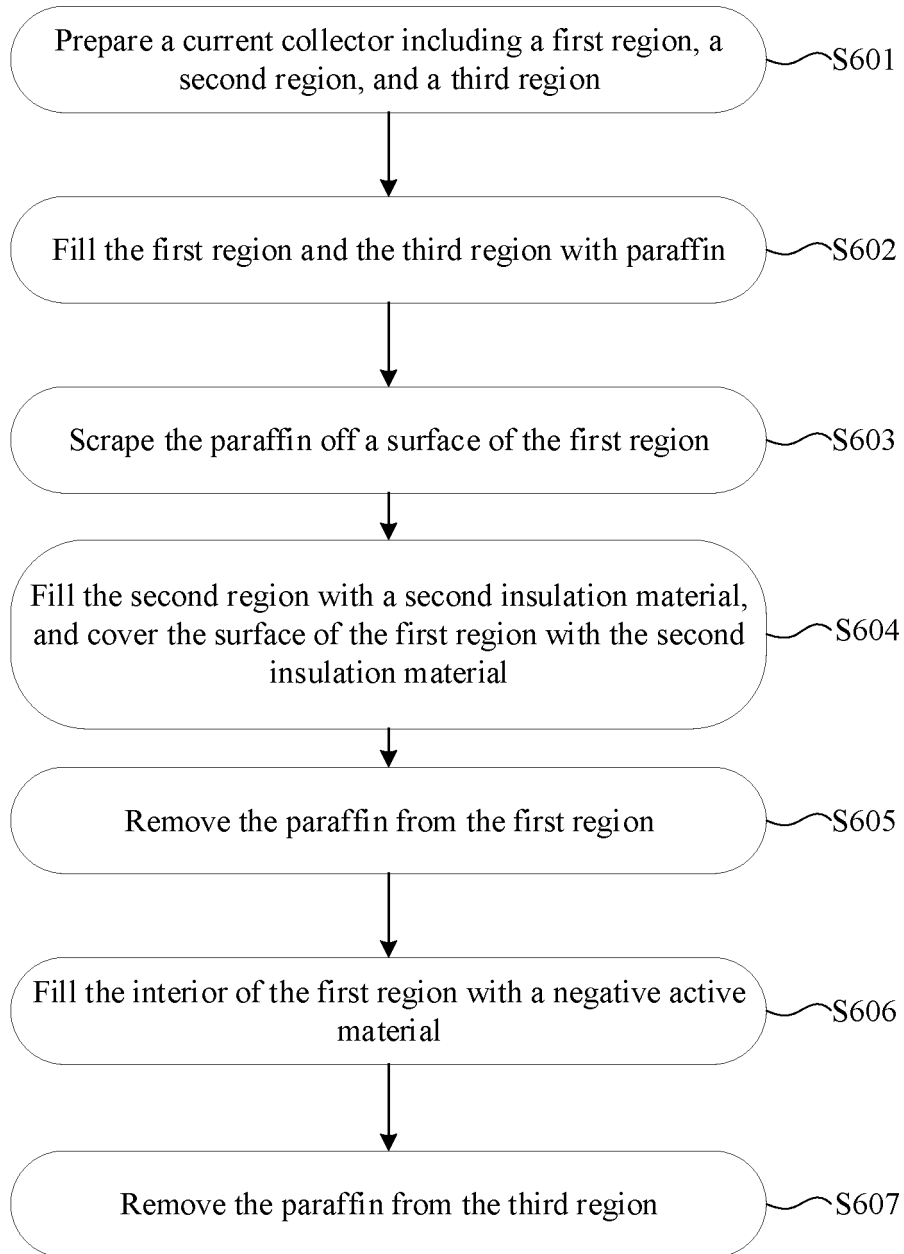 Prepare a current collector including a first region, a
second region, and a third region
S601
Fill the first region and the third region with paraffin
S602
Scrape the paraffin off a surface of the first region
S603
Fill the second region with a second insulation material,
and cover the surface of the first region with the second
insulation material
S604
Remove the paraffin from the first region
S605
Fill the interior of the first region with a negative active
material
S606
Remove the paraffin from the third region
S607